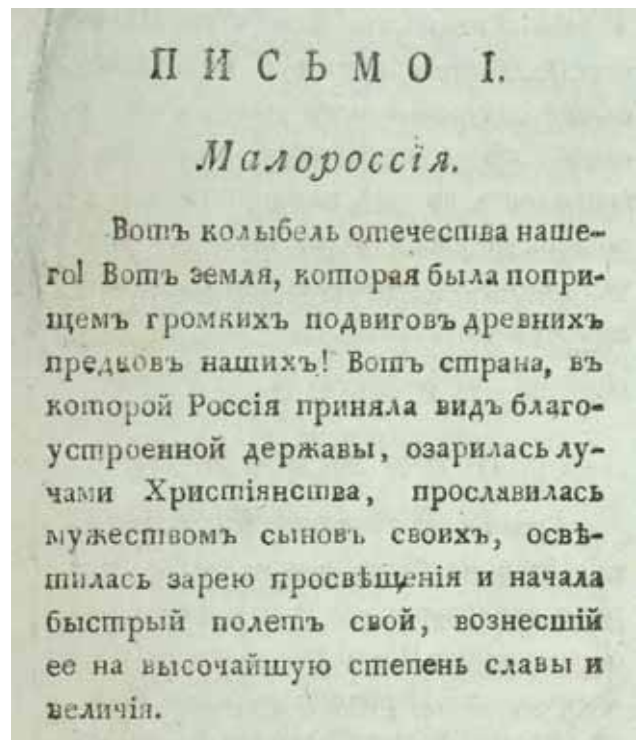 ПИСЬМО I.
Малороссія.
Вотъ колыбель отечества наше-
го! Вотъ земля, которая была попри-
щемъ громкихъ подвиговъ древнихъ
предковъ нашихъ! Вотъ страна, въ
которой Россія приняла видъ благо-
устроенной державы, озарилась лу-
чами Христіянства, прославилась
мужествомъ сыновъ своихъ, освѣ-
тилась зарею просвѣщенія и начала
быстрый полетъ свой, вознесшій
ее на высочайшую степень славы и
величія.